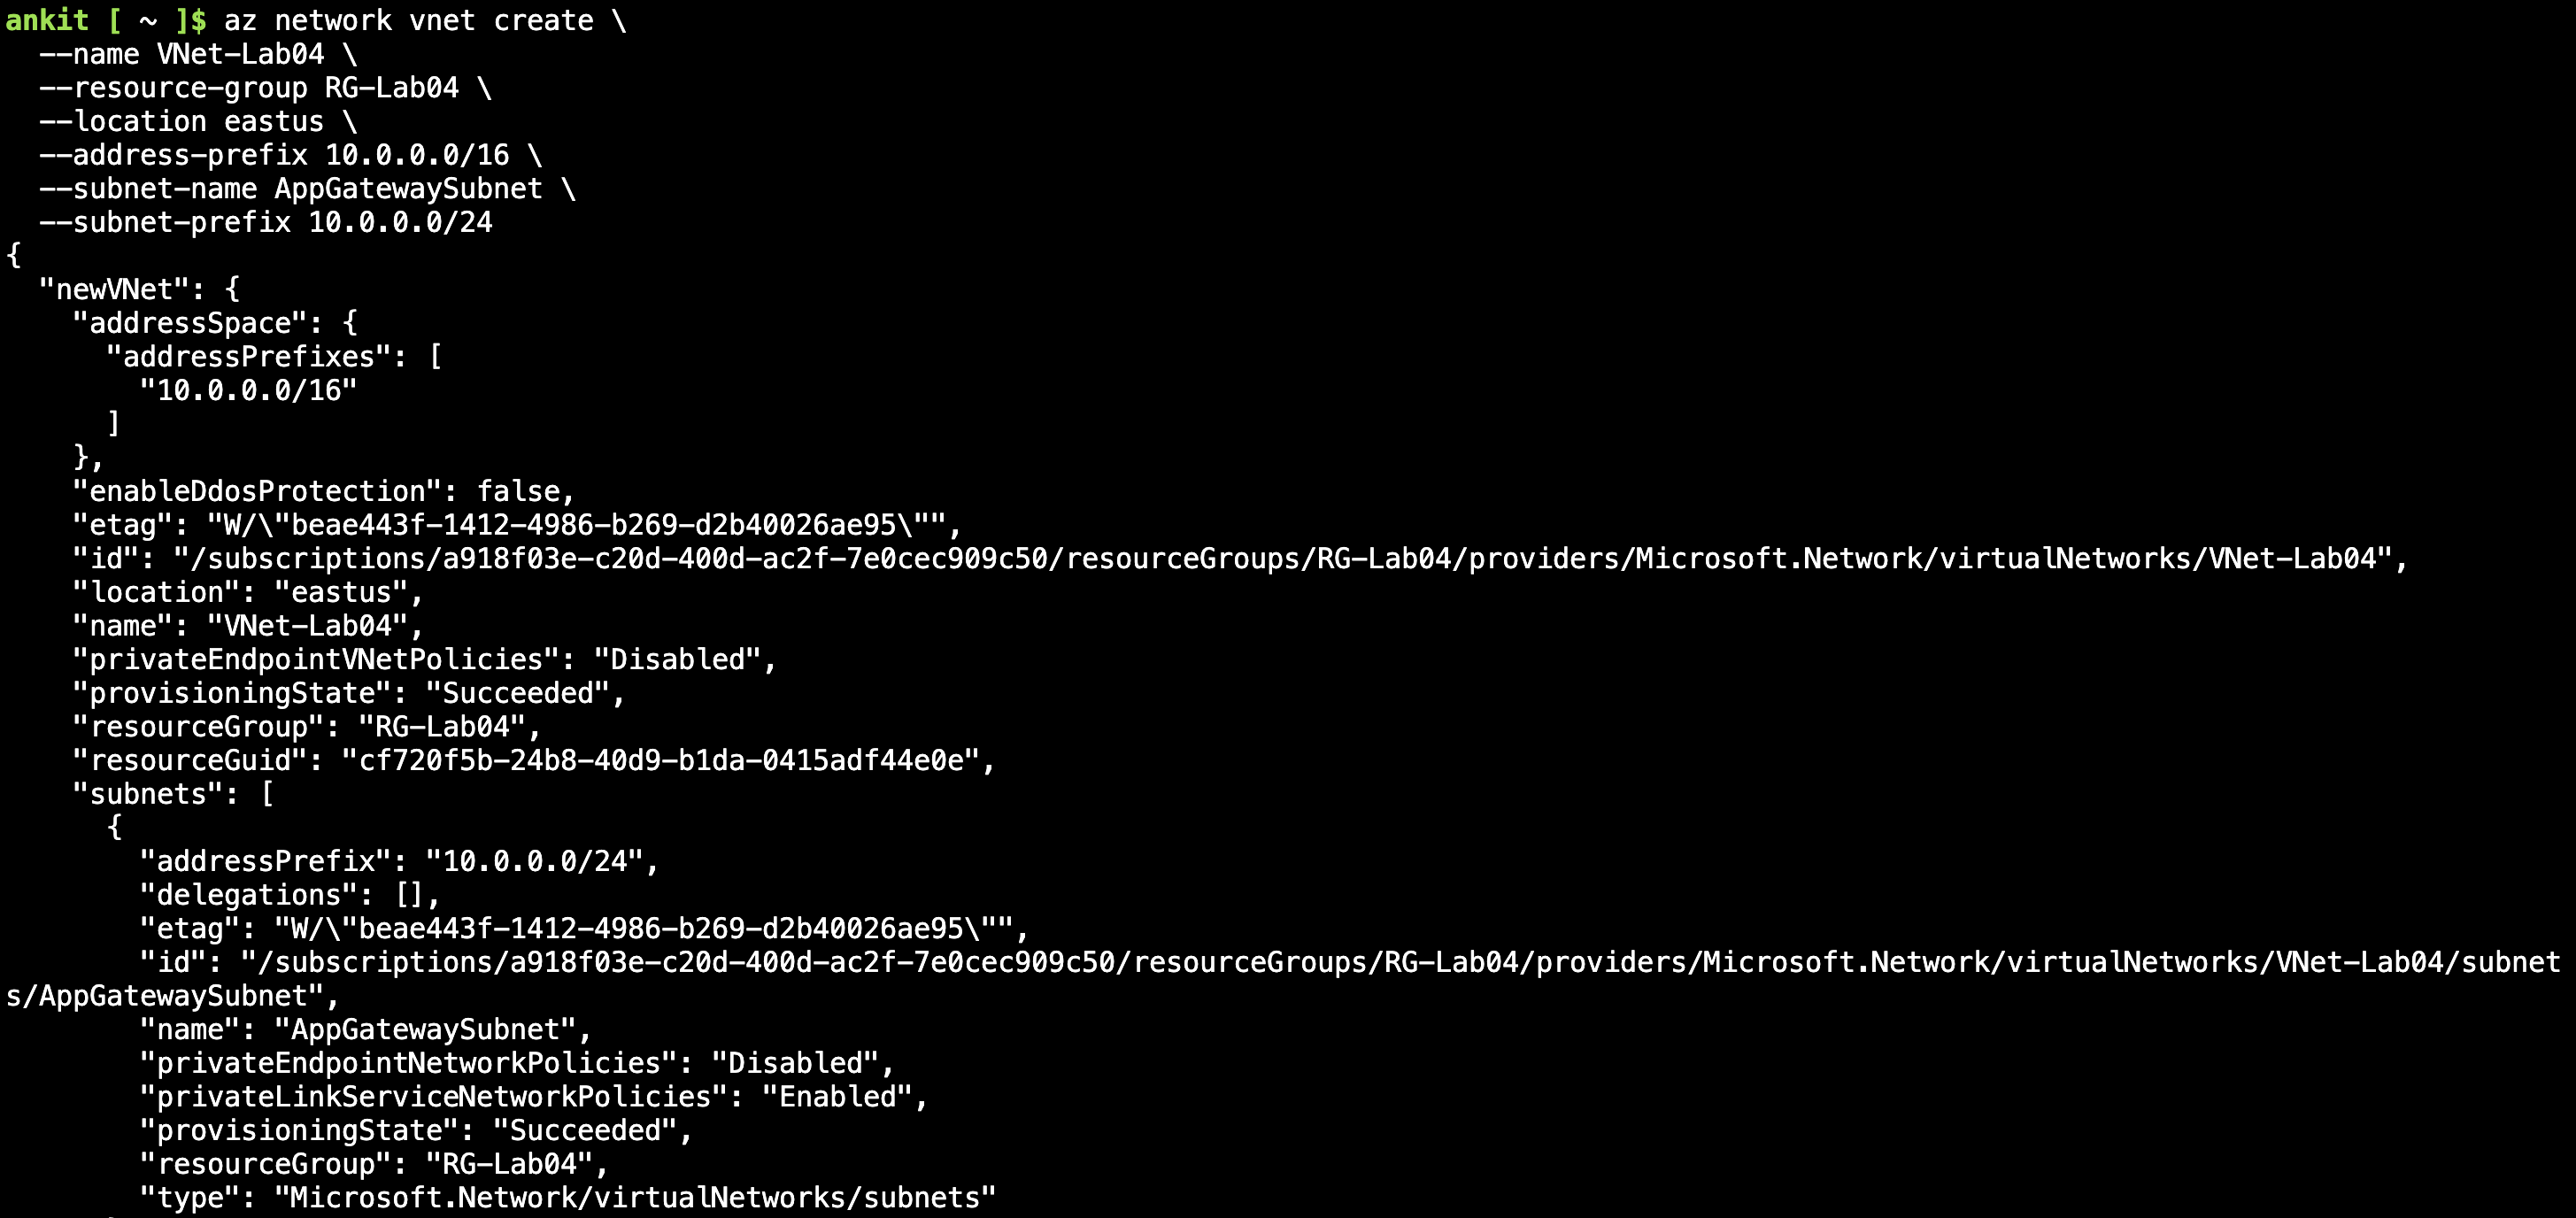 ankit [ ~ ]$ az network vnet create \
  --name VNet-Lab04 \
  --resource-group RG-Lab04 \
  --location eastus \
  --address-prefix 10.0.0.0/16 \
  --subnet-name AppGatewaySubnet \
  --subnet-prefix 10.0.0.0/24
{
  "newVNet": {
    "addressSpace": {
      "addressPrefixes": [
        "10.0.0.0/16"
      ]
    },
    "enableDdosProtection": false,
    "etag": "W/\"beae443f-1412-4986-b269-d2b40026ae95\"",
    "id": "/subscriptions/a918f03e-c20d-400d-ac2f-7e0cec909c50/resourceGroups/RG-Lab04/providers/Microsoft.Network/virtualNetworks/VNet-Lab04",
    "location": "eastus",
    "name": "VNet-Lab04",
    "privateEndpointVNetPolicies": "Disabled",
    "provisioningState": "Succeeded",
    "resourceGroup": "RG-Lab04",
    "resourceGuid": "cf720f5b-24b8-40d9-b1da-0415adf44e0e",
    "subnets": [
      {
        "addressPrefix": "10.0.0.0/24",
        "delegations": [],
        "etag": "W/\"beae443f-1412-4986-b269-d2b40026ae95\"",
        "id": "/subscriptions/a918f03e-c20d-400d-ac2f-7e0cec909c50/resourceGroups/RG-Lab04/providers/Microsoft.Network/virtualNetworks/VNet-Lab04/subnet
s/AppGatewaySubnet",
        "name": "AppGatewaySubnet",
        "privateEndpointNetworkPolicies": "Disabled",
        "privateLinkServiceNetworkPolicies": "Enabled",
        "provisioningState": "Succeeded",
        "resourceGroup": "RG-Lab04",
        "type": "Microsoft.Network/virtualNetworks/subnets"